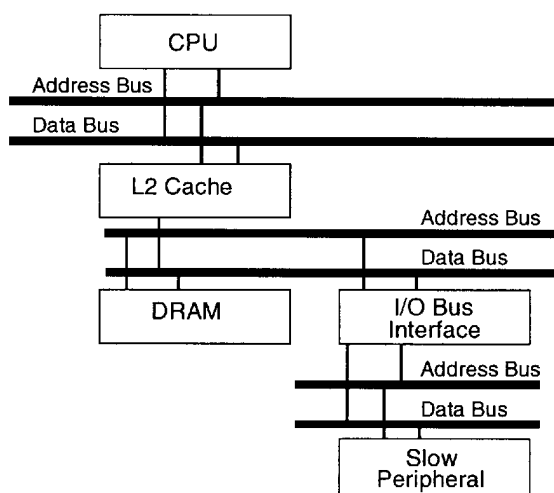 CPU
Address Bus
Data Bus
L2 Cache
Address Bus
Data Bus
DRAM
I/O Bus
Interface
Address Bus
Data Bus
Slow
Peripheral